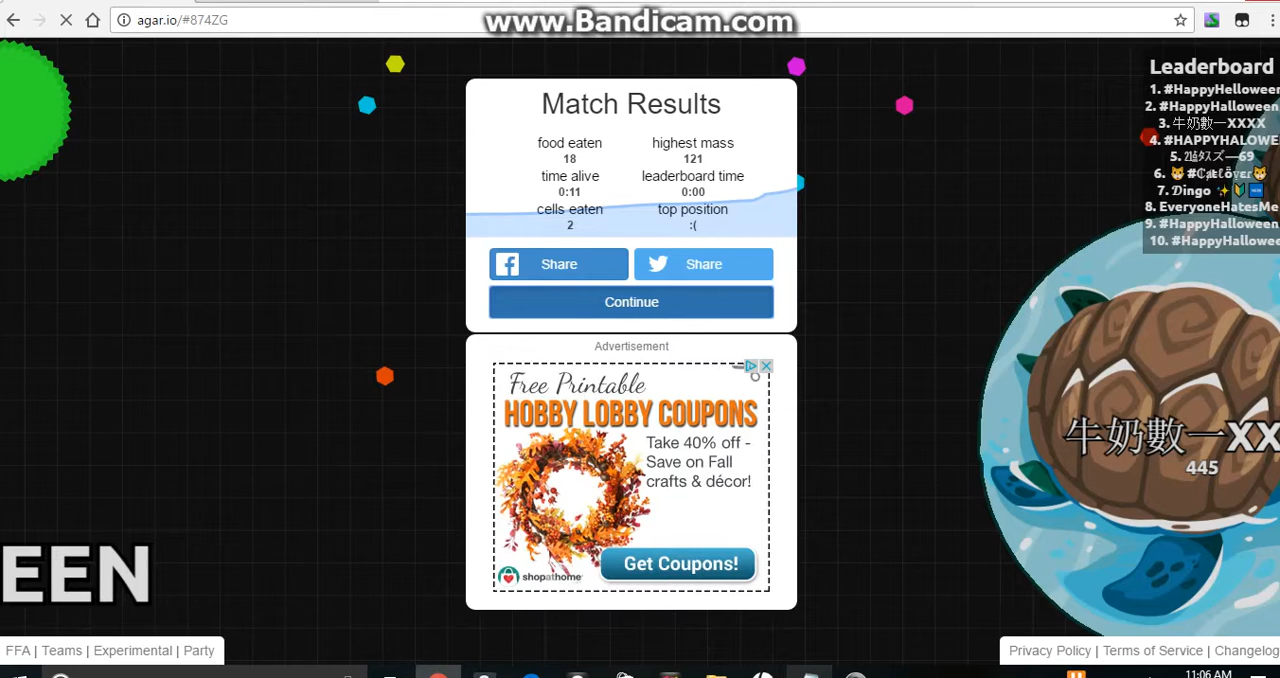 agar.io/#874ZG
www.Bandicam.com
Match Results
food eaten
18
highest mass
121
time alive
0:11
leaderboard time
0:00
cells eaten
2
top position
:(
Share
Share
Continue
Advertisement
Free Printable
HOBBY LOBBY COUPONS
Take 40% off -
Save on Fall
crafts & décor!
Get Coupons!
shopathome
Leaderboard
1. #HappyHelloween
2. #HappyHalloween
3. 牛奶數一XXXX
4. #HAPPYHALOWE
7. Dingo
8. EveryoneHatesMe
9. #HappyHalloween
10. #HappyHallowee
牛奶數一XX
445
EEN
FFA | Teams | Experimental | Party
Privacy Policy | Terms of Service | Changelog
11:06 AM